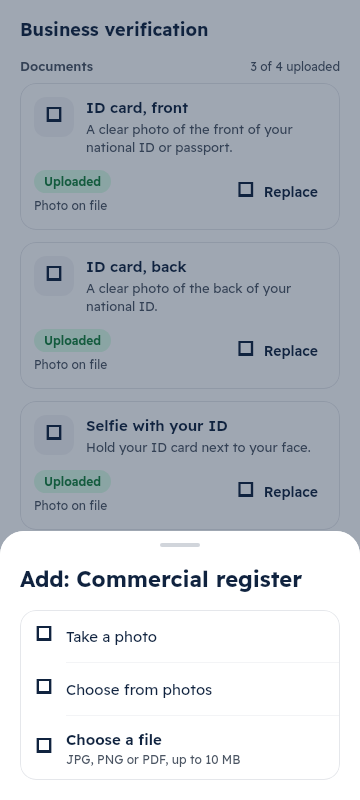 Business verification
Documents
3 of 4 uploaded
ID card, front
A clear photo of the front of your
national ID or passport.
Uploaded
Photo on file
Replace
ID card, back
A clear photo of the back of your
national ID.
Uploaded
Photo on file
Replace
Selfie with your ID
Hold your ID card next to your face.
Uploaded
Photo on file
Replace
Add: Commercial register
Take a photo
Choose from photos
Choose a file
JPG, PNG or PDF, up to 10 MB